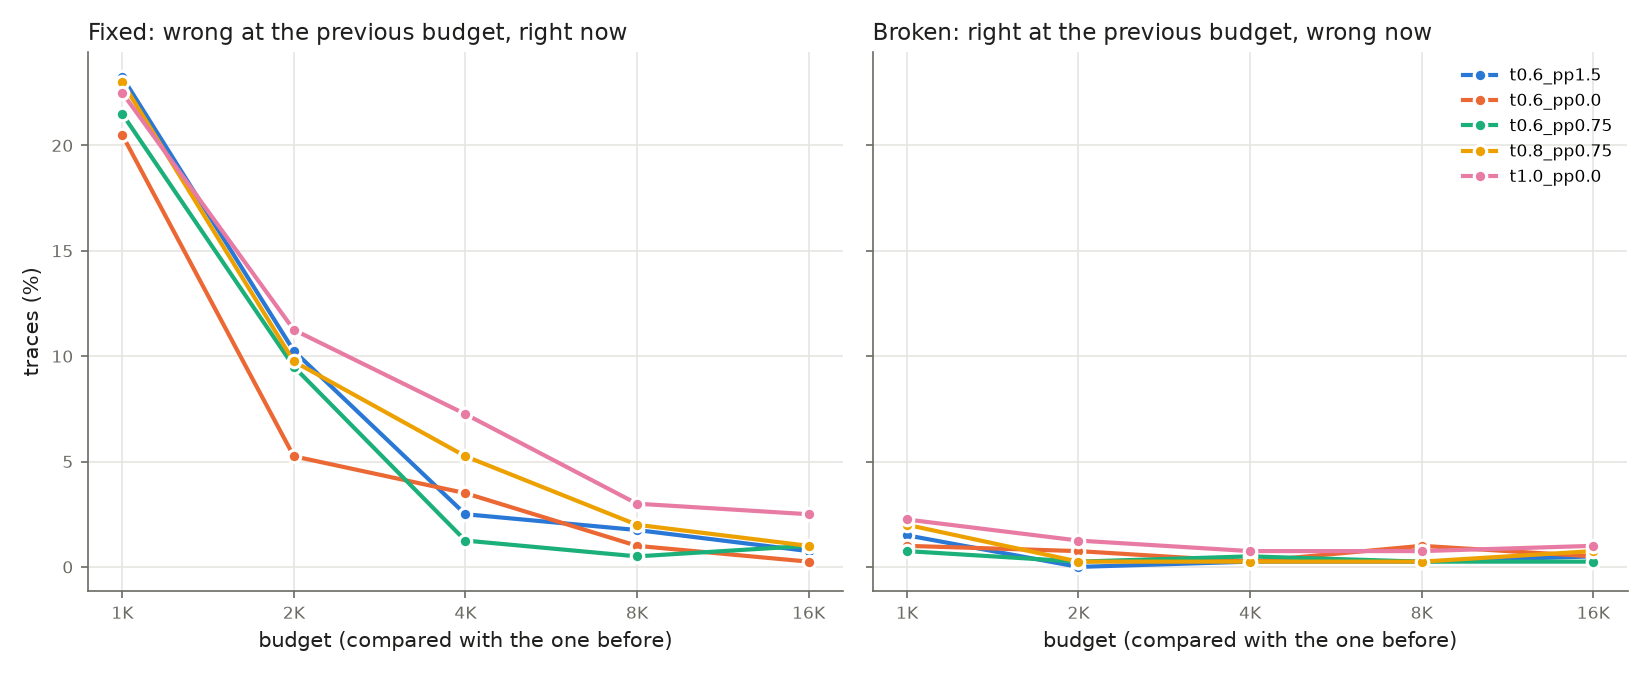 Fixed: wrong at the previous budget, right now
Broken: right at the previous budget, wrong now
traces (%)
20
15
10
5
0
1K 2K 4K 8K 16K
budget (compared with the one before)
t0.6_pp1.5
t0.6_pp0.0
t0.6_pp0.75
t0.8_pp0.75
t1.0_pp0.0
1K 2K 4K 8K 16K
budget (compared with the one before)